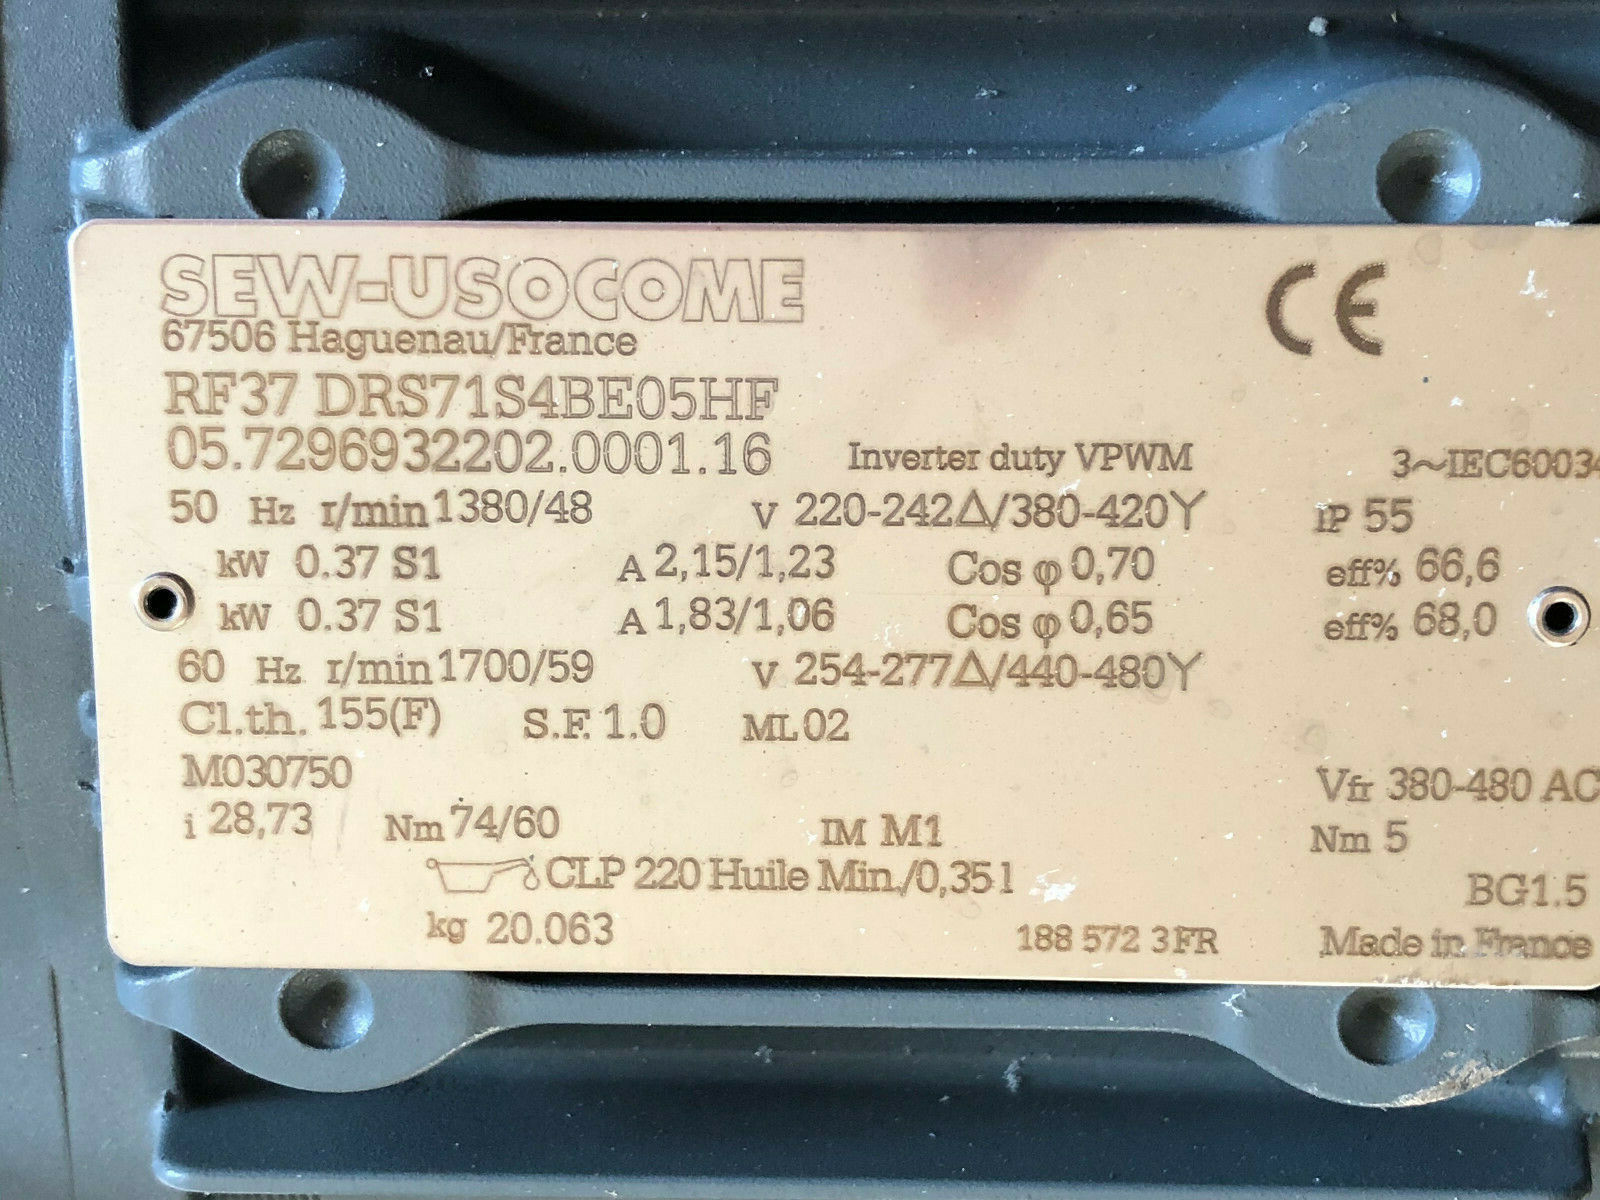 SEW-USOCOME CE
67506 Haguenau/France
RF37 DRS71S4BE05HF
05.7296932202.0001.16 Inverter duty VPWM 3~IEC60034
50 Hz r/min 1380/48 V 220-242Δ/380-420Y IP 55
kW 0.37 S1 A 2,15/1,23 Cos φ 0,70 eff% 66,6
kW 0.37 S1 A 1,83/1,06 Cos φ 0,65 eff% 68,0
60 Hz r/min 1700/59 V 254-277Δ/440-480Y
Cl.th. 155(F) S.F. 1.0 ML 02
M030750 Vfr 380-480 AC
i 28,73 Nm 74/60 IM M1 Nm 5
CLP 220 Huile Min./0,35 l BG1.5
kg 20.063 188 572 3 FR Made in France